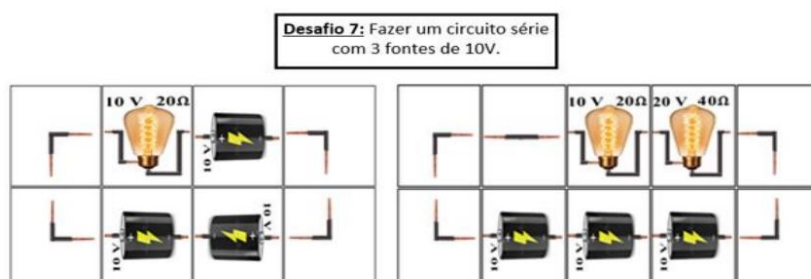 Desafio 7: Fazer um circuito série
com 3 fontes de 10V.
10 V 20Ω
10 V
10 V
10 V
10 V 20Ω
20 V 40Ω
10 V
10 V
10 V